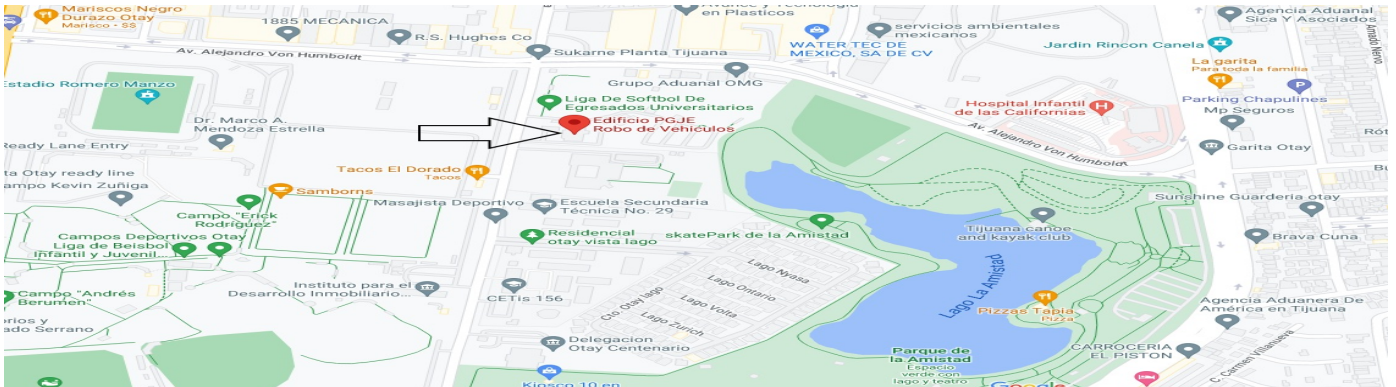 Mariscos Negro
Durazo Otay
Marisco - SS
1885 MECANICA
R.S. Hughes Co
en Plasticos
servicios ambientales
mexicanos
Agencia Aduanal
Sica Y Asociados
WATER TEC DE
MEXICO, SA DE CV
Jardin Rincon Canela
Amado Nervo
Av. Alejandro Von Humboldt
Sukarne Planta Tijuana
La garita
Para toda la familia
Estadio Romero Manzo
Grupo Aduanal OMG
Parking Chapulines
Liga De Softbol De
Egresados Universitarios
Hospital Infantil
de las Californias
Mp Seguros
Dr. Marco A.
Mendoza Estrella
Edificio PGJE
Robo de Vehículos
Av. Alejandro Von Humboldt
Ready Lane Entry
Garita Otay
Tacos El Dorado
Tacos
ta Otay ready line
ampo Kevin Zuñiga
Samborns
Masajista Deportivo
Escuela Secundaria
Técnica No. 29
Sunshine Guarderia otay
Campo "Erick
Rodríguez"
Campos Deportivos Otay
Liga de Beisbol
Infantil y Juvenil...
Residencial
otay vista lago
skatePark de la Amistad
Tijuana canoe
and kayak club
Brava Cuna
Lago Nyasa
Lago Ontario
Lago Volta
Lago Zurich
Cto. Otay lago
Lago La Amistad
Instituto para el
Desarrollo Inmobiliario...
CETis 156
Campo "Andrés
Berumen"
Pizzas Tapia
Pizza
Agencia Aduanera De
América en Tijuana
orios y
ado Serrano
Delegacion
Otay Centenario
Parque de
la Amistad
Espacio
verde con
lago y teatro
CARROCERIA
EL PISTON
C. Carmen Villanueva
Kiosco 10 en
Google